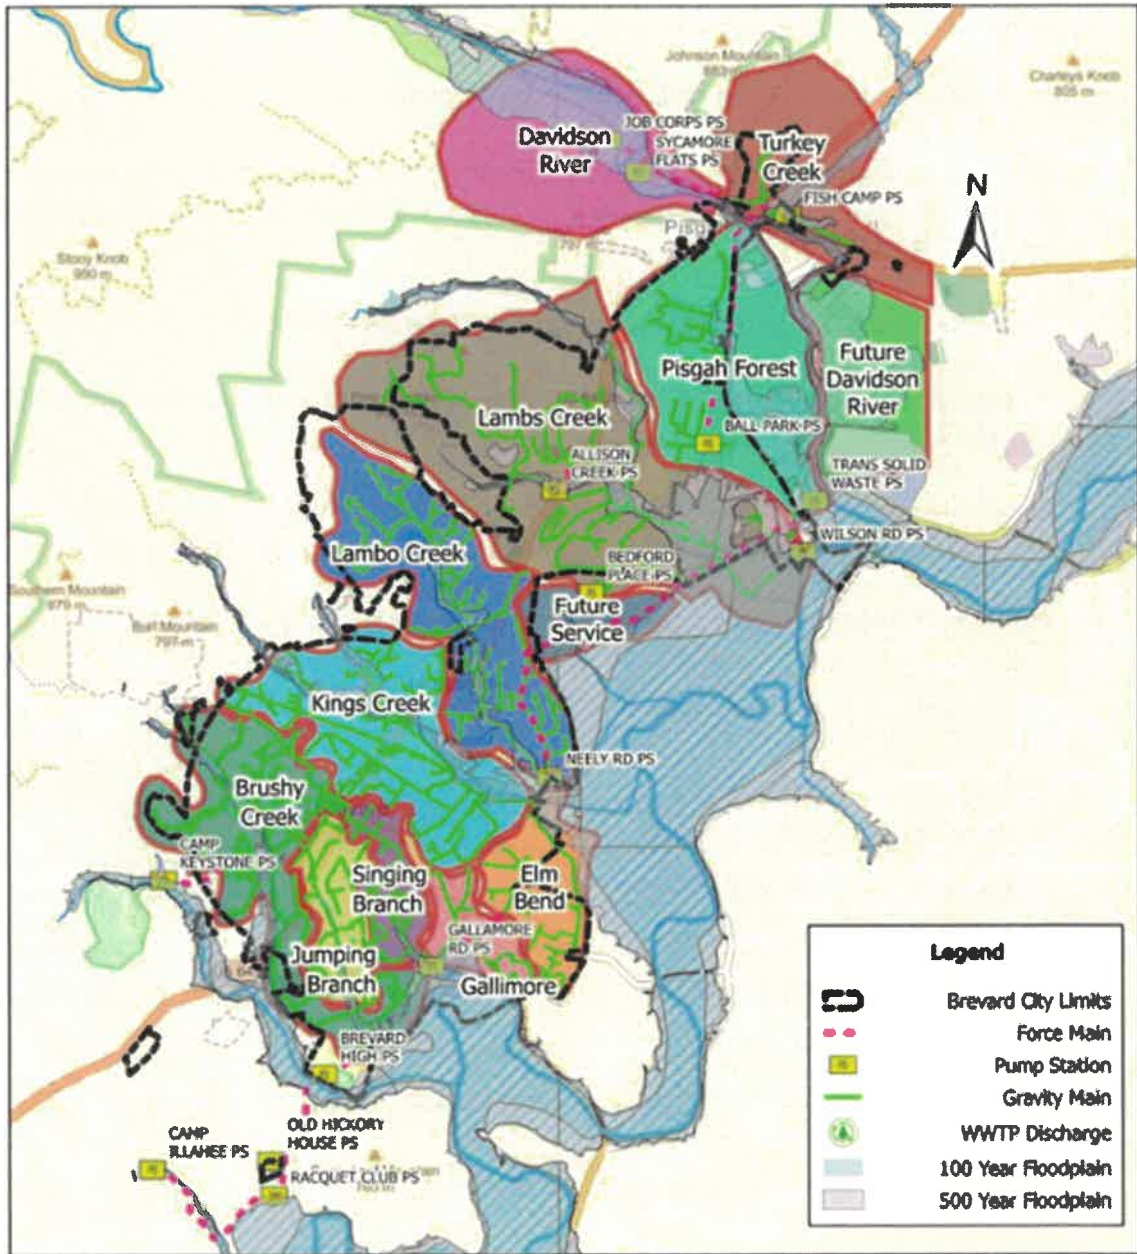 Johnson Mountain
883 m
Charleys Knob
805 m
JOB CORPS PS
SYCAMORE
FLATS PS
Davidson
River
Turkey
Creek
FISH CAMP PS
N
Stony Knob
990 m
797 m
Pisgah Forest
Future
Davidson
River
Lambs Creek
BALL PARK PS
ALLISON
CREEK PS
TRANS SOLID
WASTE PS
WILSON RD PS
Lambo Creek
BEDFORD
PLACE PS
Future
Service
Southern Mountain
979 m
Burl Mountain
797 m
Kings Creek
NEELY RD PS
Brushy
Creek
CAMP
KEYSTONE PS
Singing
Branch
Elm
Bend
GALLAMORE
RD PS
Jumping
Branch
Gallimore
BREVARD
HIGH PS
OLD HICKORY
HOUSE PS
CAMP
ILLAHEE PS
RACQUET CLUB PS
Legend
Brevard City Limits
Force Main
Pump Station
Gravity Main
WWTP Discharge
100 Year Floodplain
500 Year Floodplain